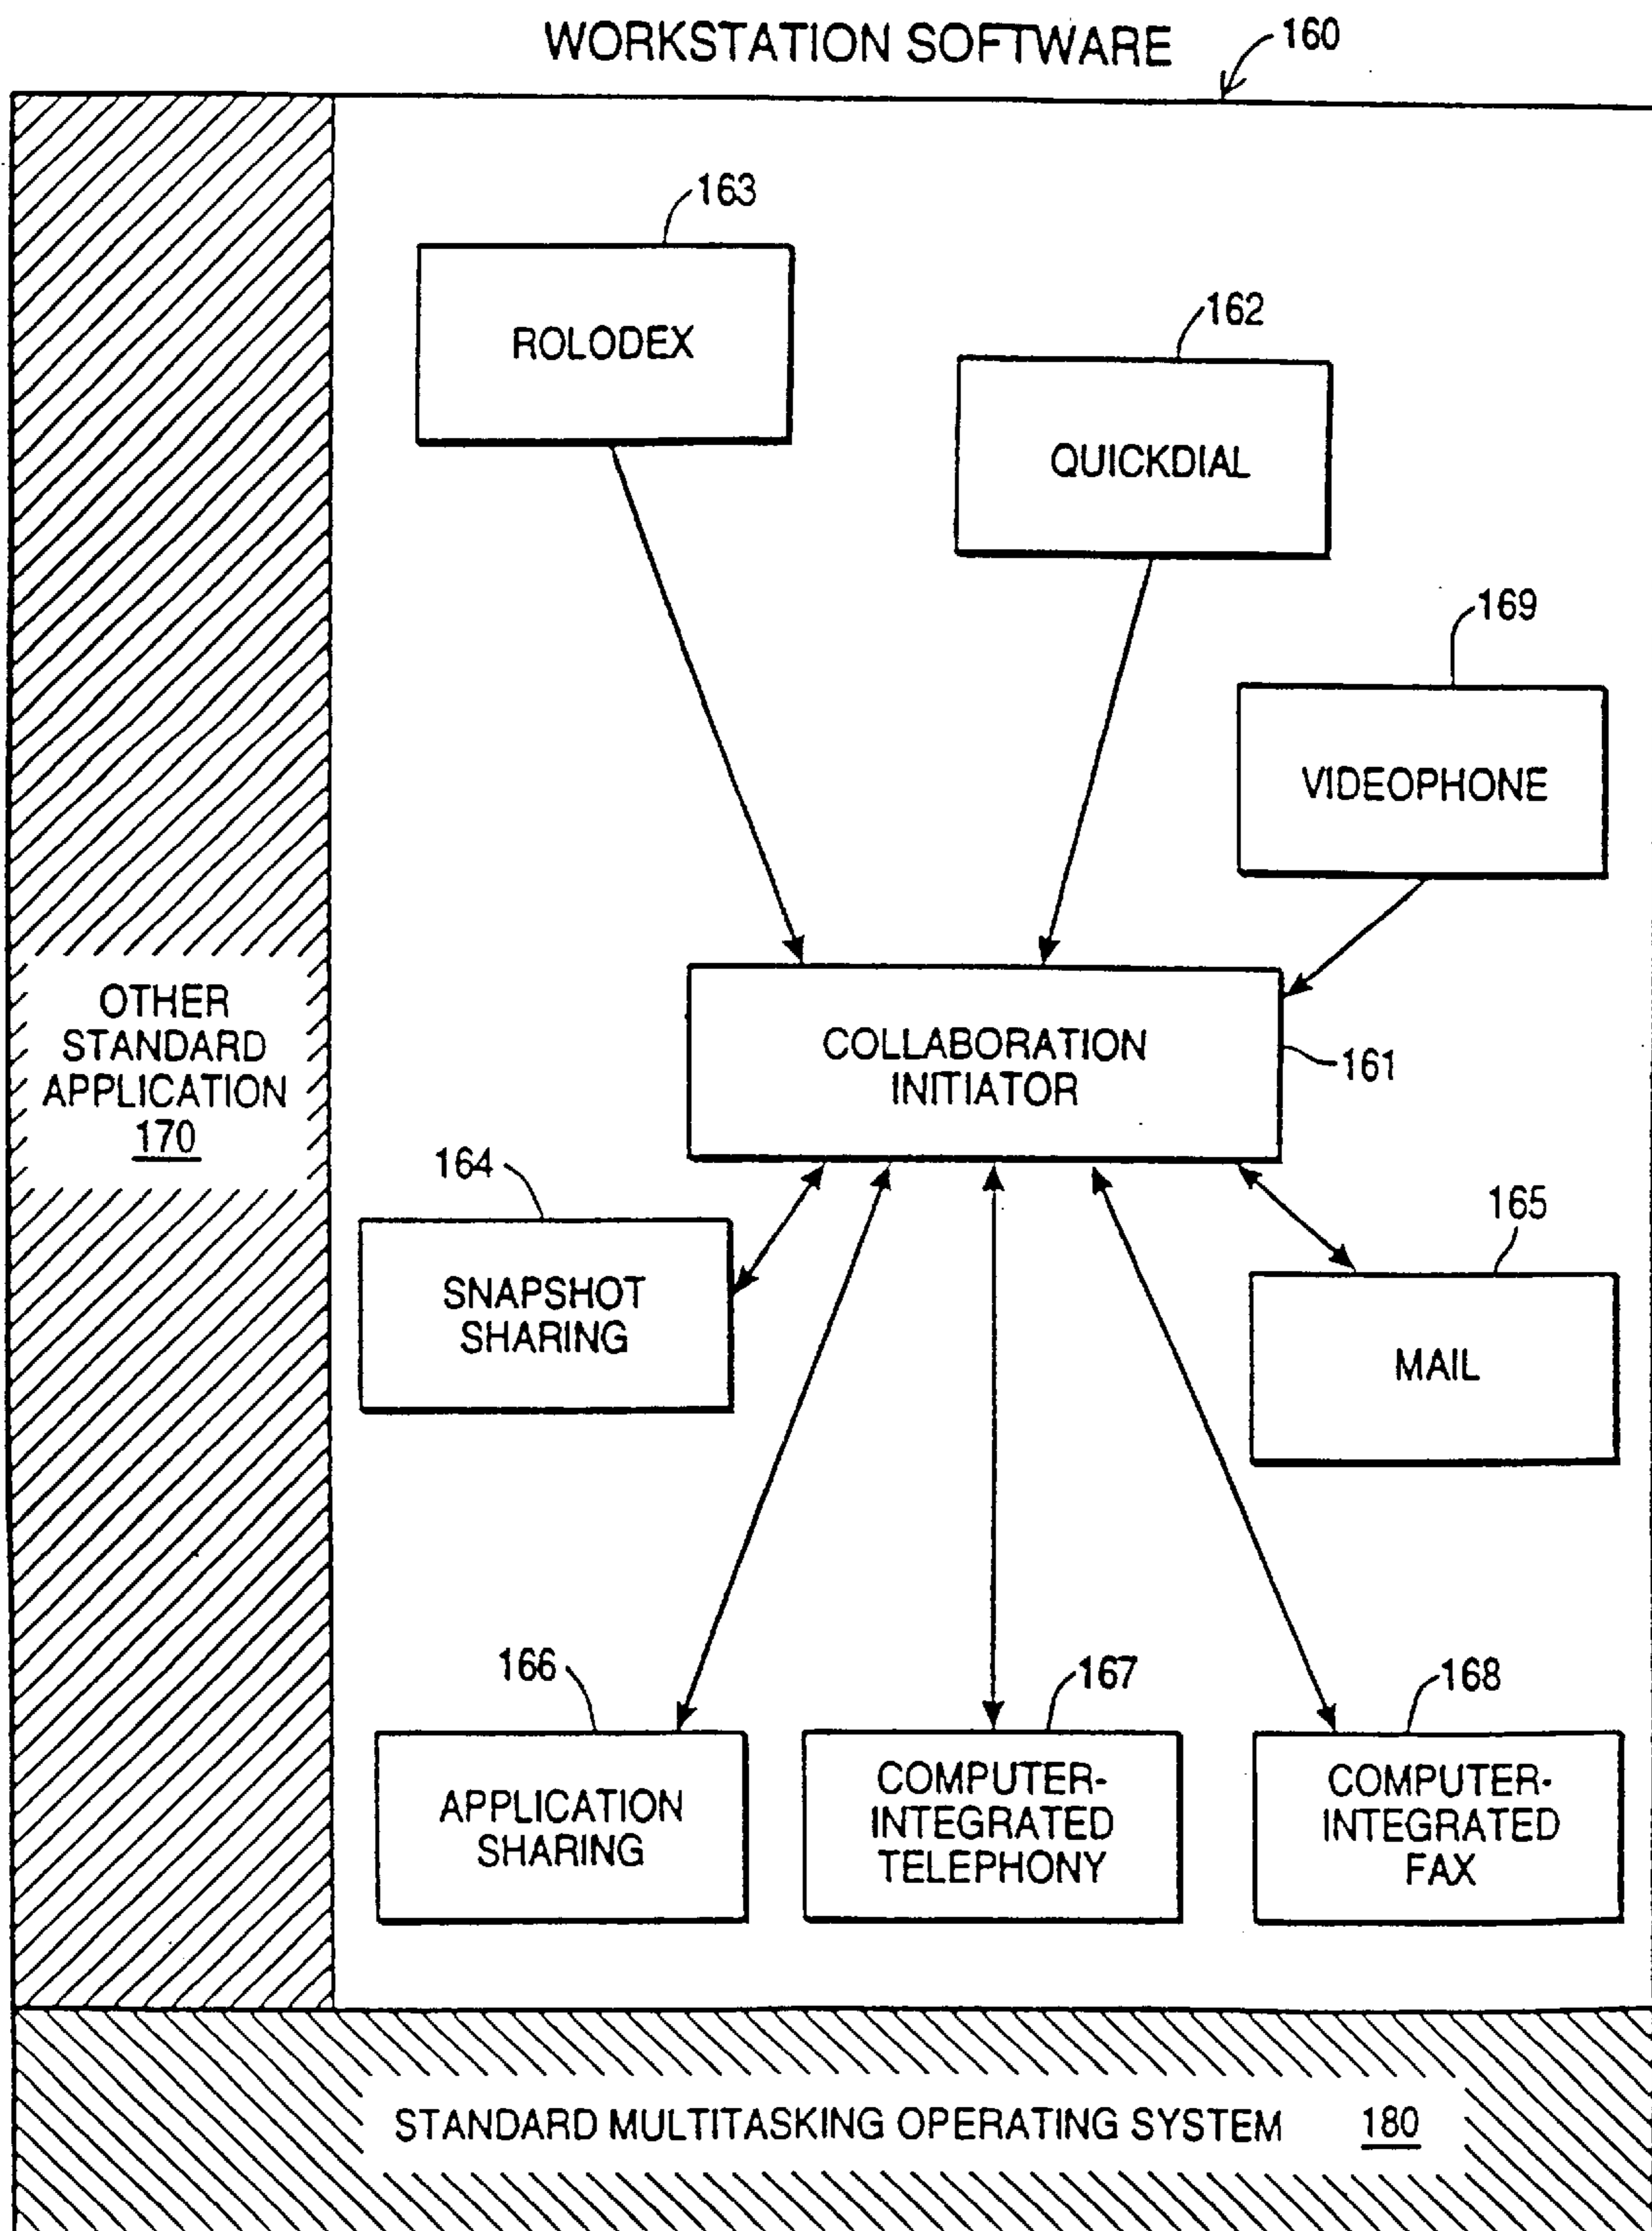 WORKSTATION SOFTWARE
160
163
ROLODEX
162
QUICKDIAL
169
VIDEOPHONE
COLLABORATION
INITIATOR
161
OTHER
STANDARD
APPLICATION
170
164
SNAPSHOT
SHARING
165
MAIL
166
APPLICATION
SHARING
167
COMPUTER-
INTEGRATED
TELEPHONY
168
COMPUTER-
INTEGRATED
FAX
STANDARD MULTITASKING OPERATING SYSTEM 180